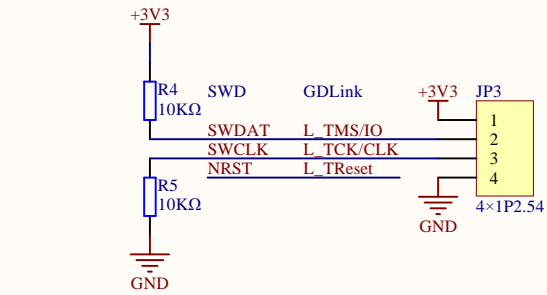 +3V3
R4
10KΩ
SWD GDLink
+3V3
JP3
1
SWDAT L_TMS/IO
2
SWCLK L_TCK/CLK
3
NRST L_TReset
4
R5
10KΩ
4×1P2.54
GND
GND